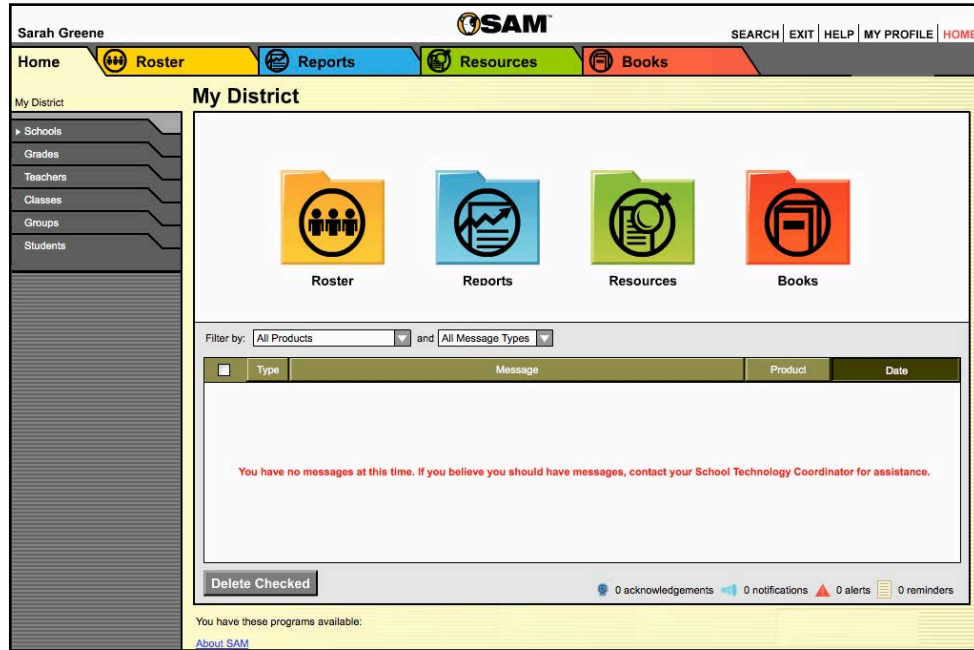 Sarah Greene
SAM™
SEARCH EXIT HELP MY PROFILE HOME
Home Roster Reports Resources Books
My District
My District
Schools
Grades
Teachers
Classes
Groups
Students
Roster Reports Resources Books
Filter by: All Products and All Message Types
Type Message Product Date
You have no messages at this time. If you believe you should have messages, contact your School Technology Coordinator for assistance.
Delete Checked
0 acknowledgements 0 notifications 0 alerts 0 reminders
You have these programs available:
About SAM